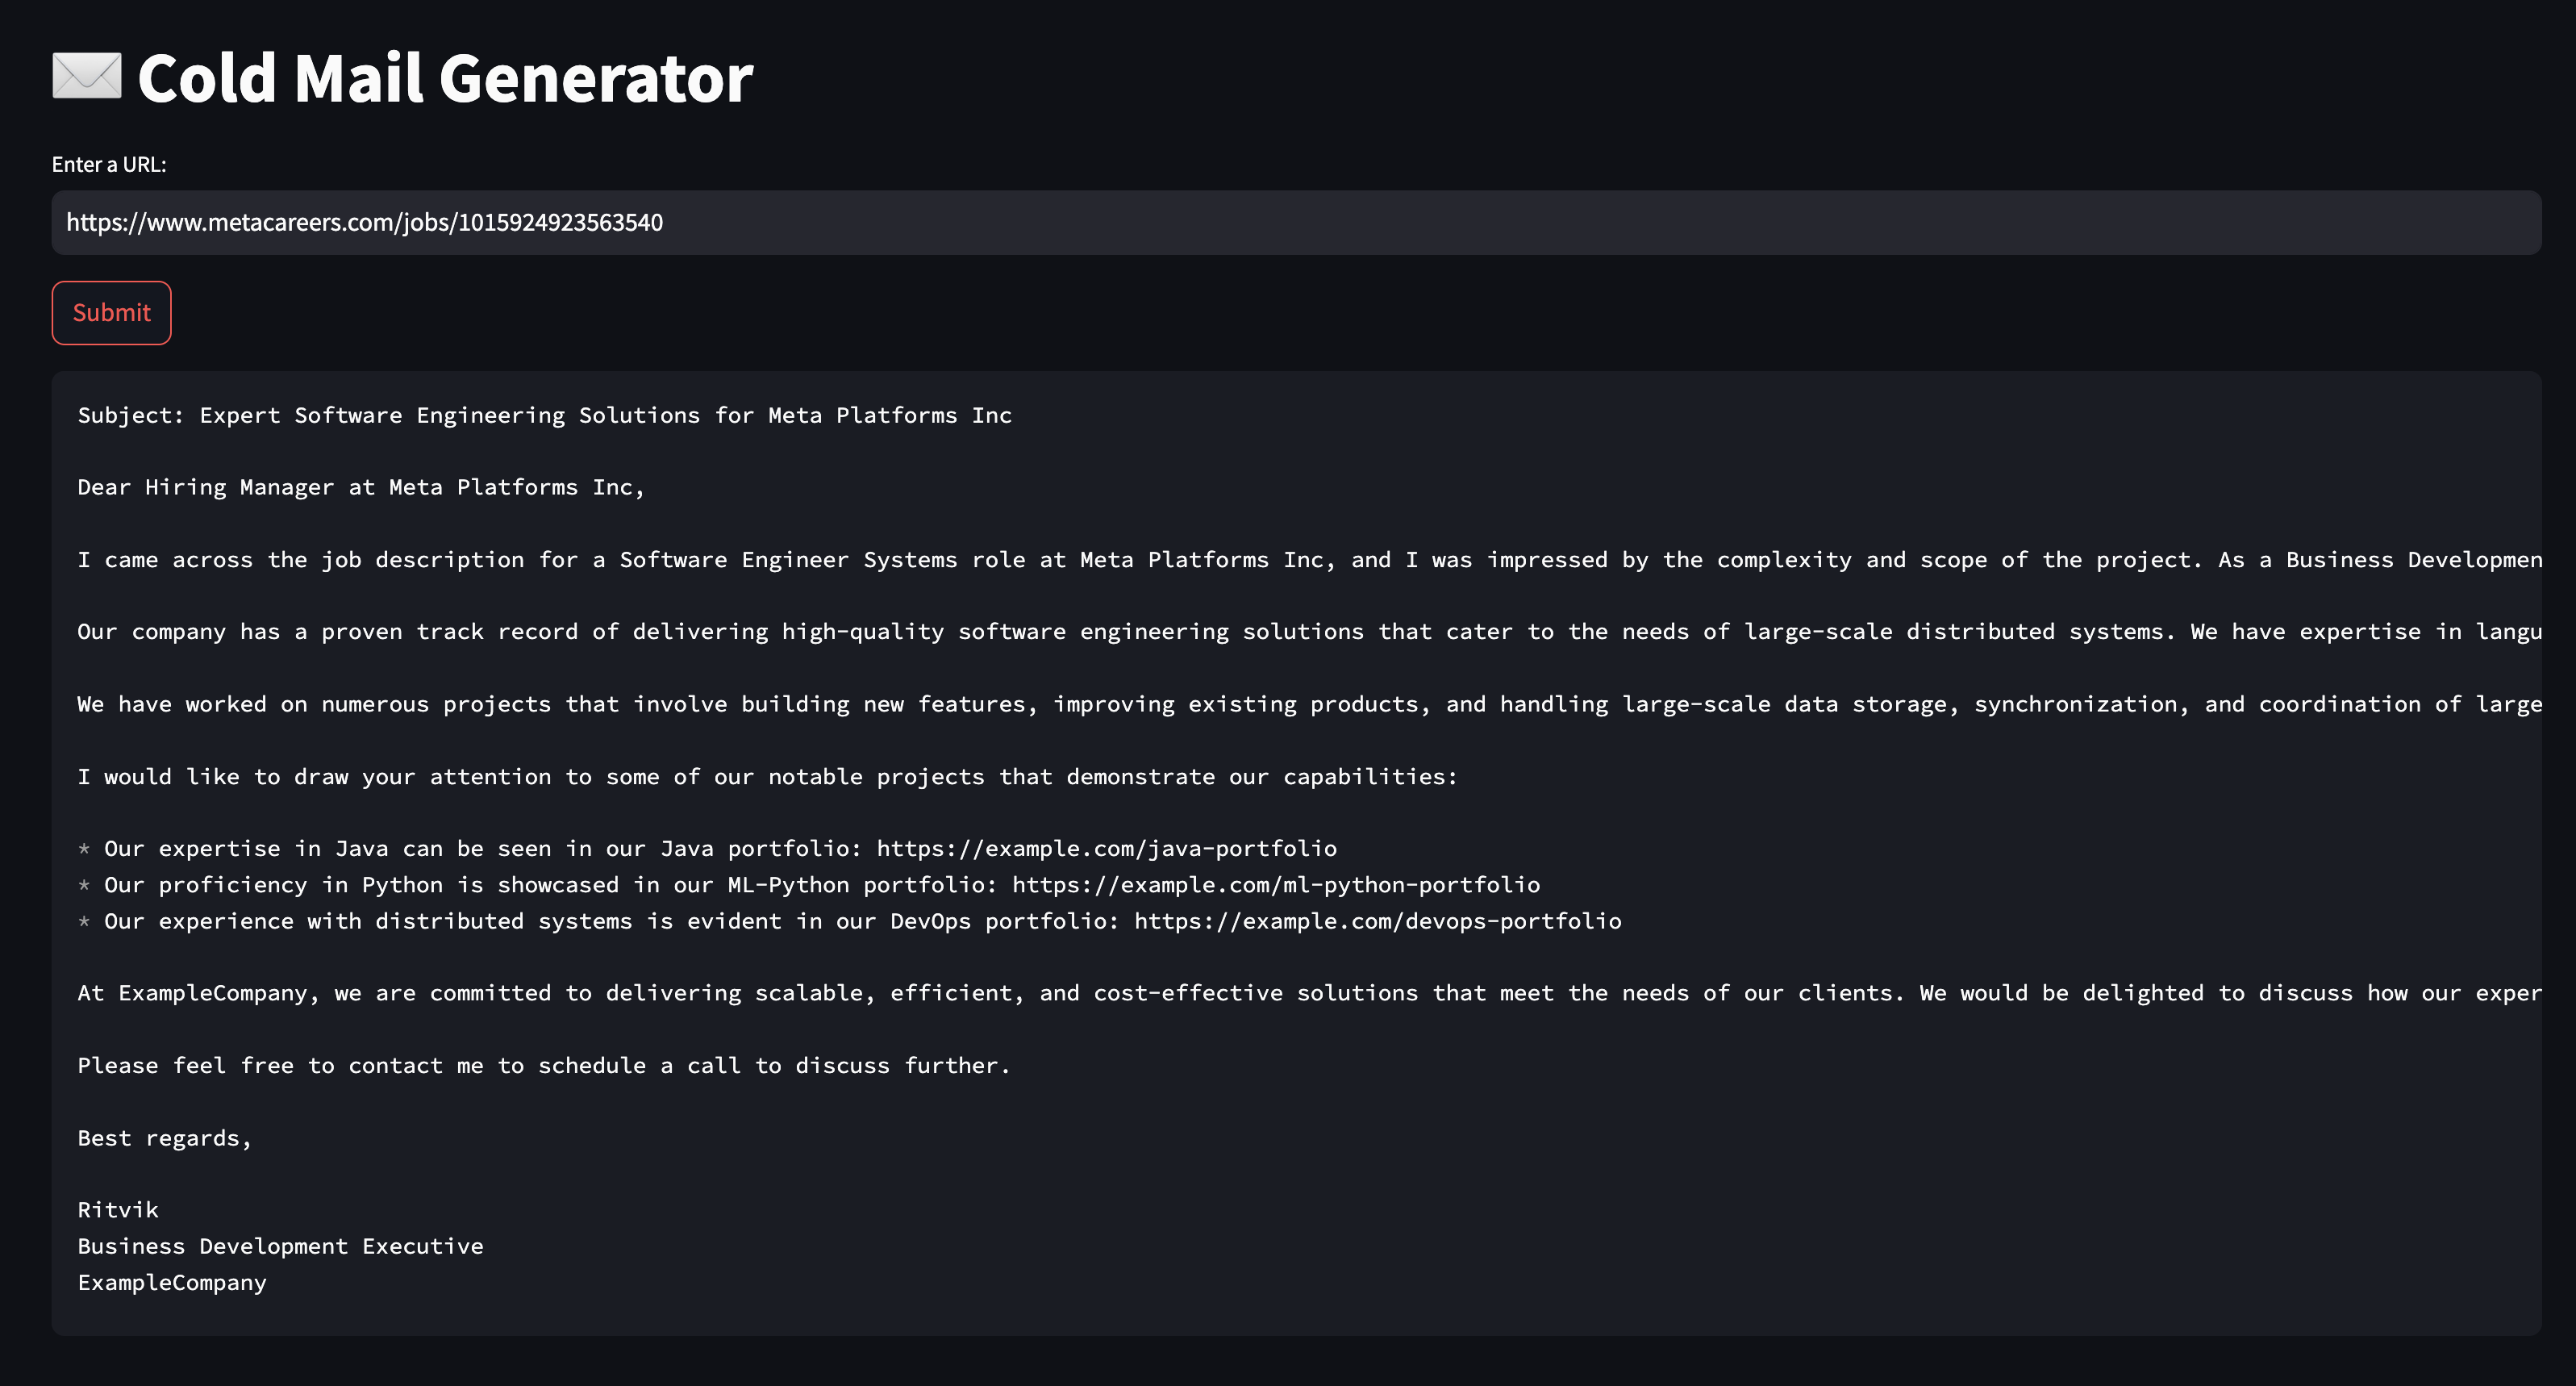 ✉️ Cold Mail Generator
Enter a URL:
https://www.metacareers.com/jobs/1015924923563540
Submit
Subject: Expert Software Engineering Solutions for Meta Platforms Inc
Dear Hiring Manager at Meta Platforms Inc,
I came across the job description for a Software Engineer Systems role at Meta Platforms Inc, and I was impressed by the complexity and scope of the project. As a Business Developmen
Our company has a proven track record of delivering high-quality software engineering solutions that cater to the needs of large-scale distributed systems. We have expertise in langu
We have worked on numerous projects that involve building new features, improving existing products, and handling large-scale data storage, synchronization, and coordination of large
I would like to draw your attention to some of our notable projects that demonstrate our capabilities:
* Our expertise in Java can be seen in our Java portfolio: https://example.com/java-portfolio
* Our proficiency in Python is showcased in our ML-Python portfolio: https://example.com/ml-python-portfolio
* Our experience with distributed systems is evident in our DevOps portfolio: https://example.com/devops-portfolio
At ExampleCompany, we are committed to delivering scalable, efficient, and cost-effective solutions that meet the needs of our clients. We would be delighted to discuss how our exper
Please feel free to contact me to schedule a call to discuss further.
Best regards,
Ritvik
Business Development Executive
ExampleCompany